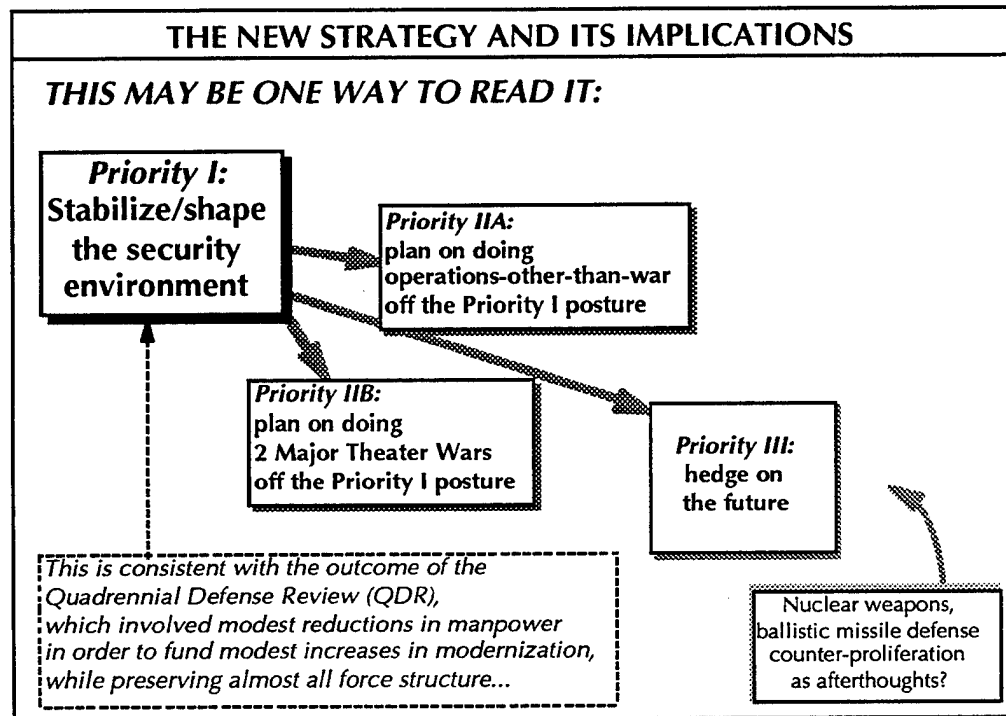 THE NEW STRATEGY AND ITS IMPLICATIONS
THIS MAY BE ONE WAY TO READ IT:
Priority I:
Stabilize/shape
the security
environment
Priority IIA:
plan on doing
operations-other-than-war
off the Priority I posture
Priority IIB:
plan on doing
2 Major Theater Wars
off the Priority I posture
Priority III:
hedge on
the future
This is consistent with the outcome of the
Quadrennial Defense Review (QDR),
which involved modest reductions in manpower
in order to fund modest increases in modernization,
while preserving almost all force structure...
Nuclear weapons,
ballistic missile defense
counter-proliferation
as afterthoughts?